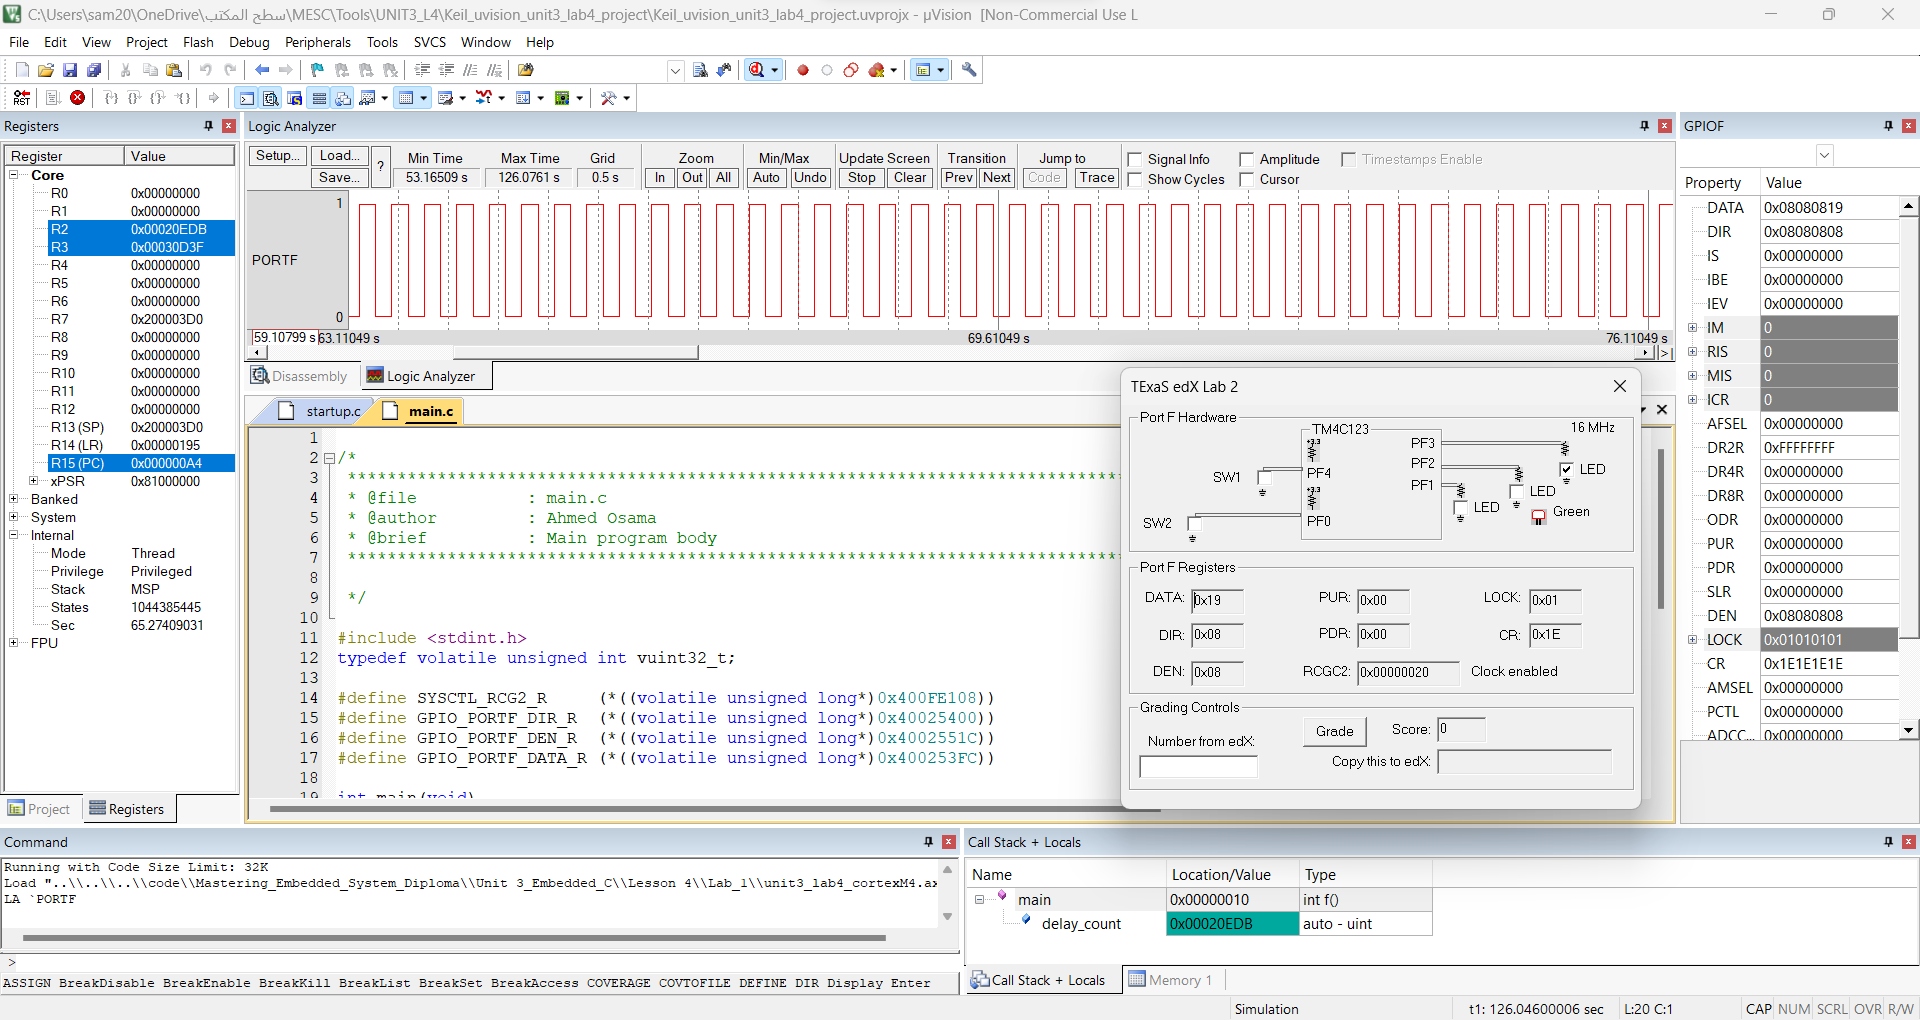 C:\Users\sam20\OneDrive\سطح المكتب\MESC\Tools\UNIT3_L4\Keil_uvision_unit3_lab4_project\Keil_uvision_unit3_lab4_project.uvprojx - µVision [Non-Commercial Use L
File Edit View Project Flash Debug Peripherals Tools SVCS Window Help
RST
Registers
Register Value
Core
R0 0x00000000
R1 0x00000000
R2 0x00020EDB
R3 0x00030D3F
R4 0x00000000
R5 0x00000000
R6 0x00000000
R7 0x200003D0
R8 0x00000000
R9 0x00000000
R10 0x00000000
R11 0x00000000
R12 0x00000000
R13 (SP) 0x200003D0
R14 (LR) 0x00000195
R15 (PC) 0x000000A4
xPSR 0x81000000
Banked
System
Internal
Mode Thread
Privilege Privileged
Stack MSP
States 1044385445
Sec 65.27409031
FPU
Project Registers
Logic Analyzer
Setup... Load... Save... ?
Min Time Max Time Grid Zoom Min/Max Update Screen Transition Jump to Signal Info Amplitude Timestamps Enable
53.16509 s 126.0761 s 0.5 s In Out All Auto Undo Stop Clear Prev Next Code Trace Show Cycles Cursor
1
PORTF
0
59.10799 s 63.11049 s 69.61049 s 76.11049 s
Disassembly Logic Analyzer
startup.c main.c
1
2 /*
3 ******************************************************************************
4 * @file : main.c
5 * @author : Ahmed Osama
6 * @brief : Main program body
7 ******************************************************************************
8
9 */
10
11 #include <stdint.h>
12 typedef volatile unsigned int vuint32_t;
13
14 #define SYSCTL_RCG2_R (*((volatile unsigned long*)0x400FE108))
15 #define GPIO_PORTF_DIR_R (*((volatile unsigned long*)0x40025400))
16 #define GPIO_PORTF_DEN_R (*((volatile unsigned long*)0x4002551C))
17 #define GPIO_PORTF_DATA_R (*((volatile unsigned long*)0x400253FC))
18
19 int main(void)
TExaS edX Lab 2
Port F Hardware
TM4C123 16 MHz
+3.3 PF3
SW1 PF4 PF2 LED
+3.3 PF1 LED
SW2 PF0 LED Green
Port F Registers
DATA: 0x19 PUR: 0x00 LOCK: 0x01
DIR: 0x08 PDR: 0x00 CR: 0x1E
DEN: 0x08 RCGC2: 0x00000020 Clock enabled
Grading Controls
Number from edX: Grade Score: 0
Copy this to edX:
GPIOF
Property Value
DATA 0x08080819
DIR 0x08080808
IS 0x00000000
IBE 0x00000000
IEV 0x00000000
IM 0
RIS 0
MIS 0
ICR 0
AFSEL 0x00000000
DR2R 0xFFFFFFFF
DR4R 0x00000000
DR8R 0x00000000
ODR 0x00000000
PUR 0x00000000
PDR 0x00000000
SLR 0x00000000
DEN 0x08080808
LOCK 0x01010101
CR 0x1E1E1E1E
AMSEL 0x00000000
PCTL 0x00000000
ADCC... 0x00000000
Command
Running with Code Size Limit: 32K
Load "..\\..\\..\\code\\Mastering_Embedded_System_Diploma\\Unit 3_Embedded_C\\Lesson 4\\Lab_1\\unit3_lab4_cortexM4.ax
LA `PORTF
>
ASSIGN BreakDisable BreakEnable BreakKill BreakList BreakSet BreakAccess COVERAGE COVTOFILE DEFINE DIR Display Enter
Call Stack + Locals
Name Location/Value Type
main 0x00000010 int f()
delay_count 0x00020EDB auto - uint
Call Stack + Locals Memory 1
Simulation t1: 126.04600006 sec L:20 C:1 CAP NUM SCRL OVR R/W